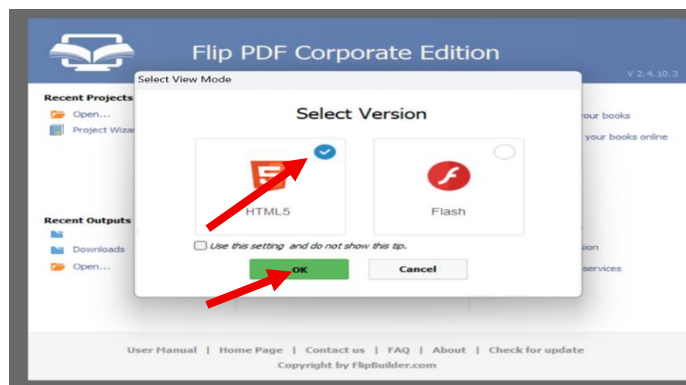 Flip PDF Corporate Edition
V 2.4.10.3
Select View Mode
Select Version
HTML5
Flash
Use this setting and do not show this tip.
OK
Cancel
Recent Projects
Open...
Project Wiza
Recent Outputs
Downloads
Open...
our books
your books online
sion
services
User Manual | Home Page | Contact us | FAQ | About | Check for update
Copyright by FlipBuilder.com